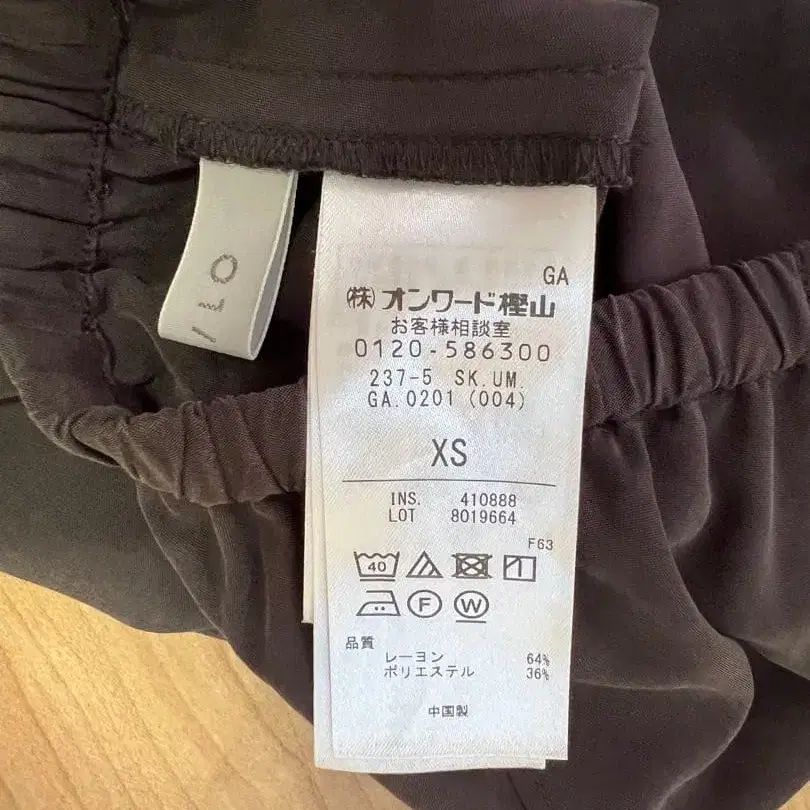 GA
㈱オンワード樫山
お客様相談室
0120-586300
237-5 SK.UM.
GA.0201 (004)
XS
INS. 410888
LOT 8019664
F63
40
F
W
品質
レーヨン 64%
ポリエステル 36%
中国製